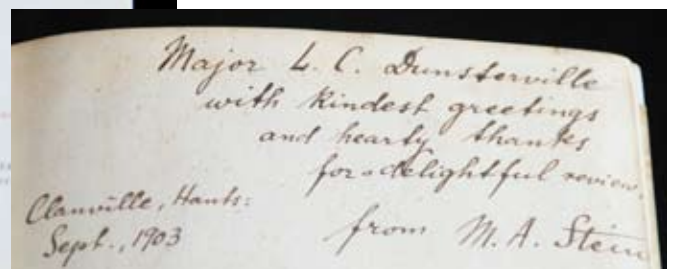 Major L. C. Dunsterville
with kindest greetings
and hearty thanks
for a delightful review.
from M. A. Stein
Clanville, Hants:
Sept., 1903